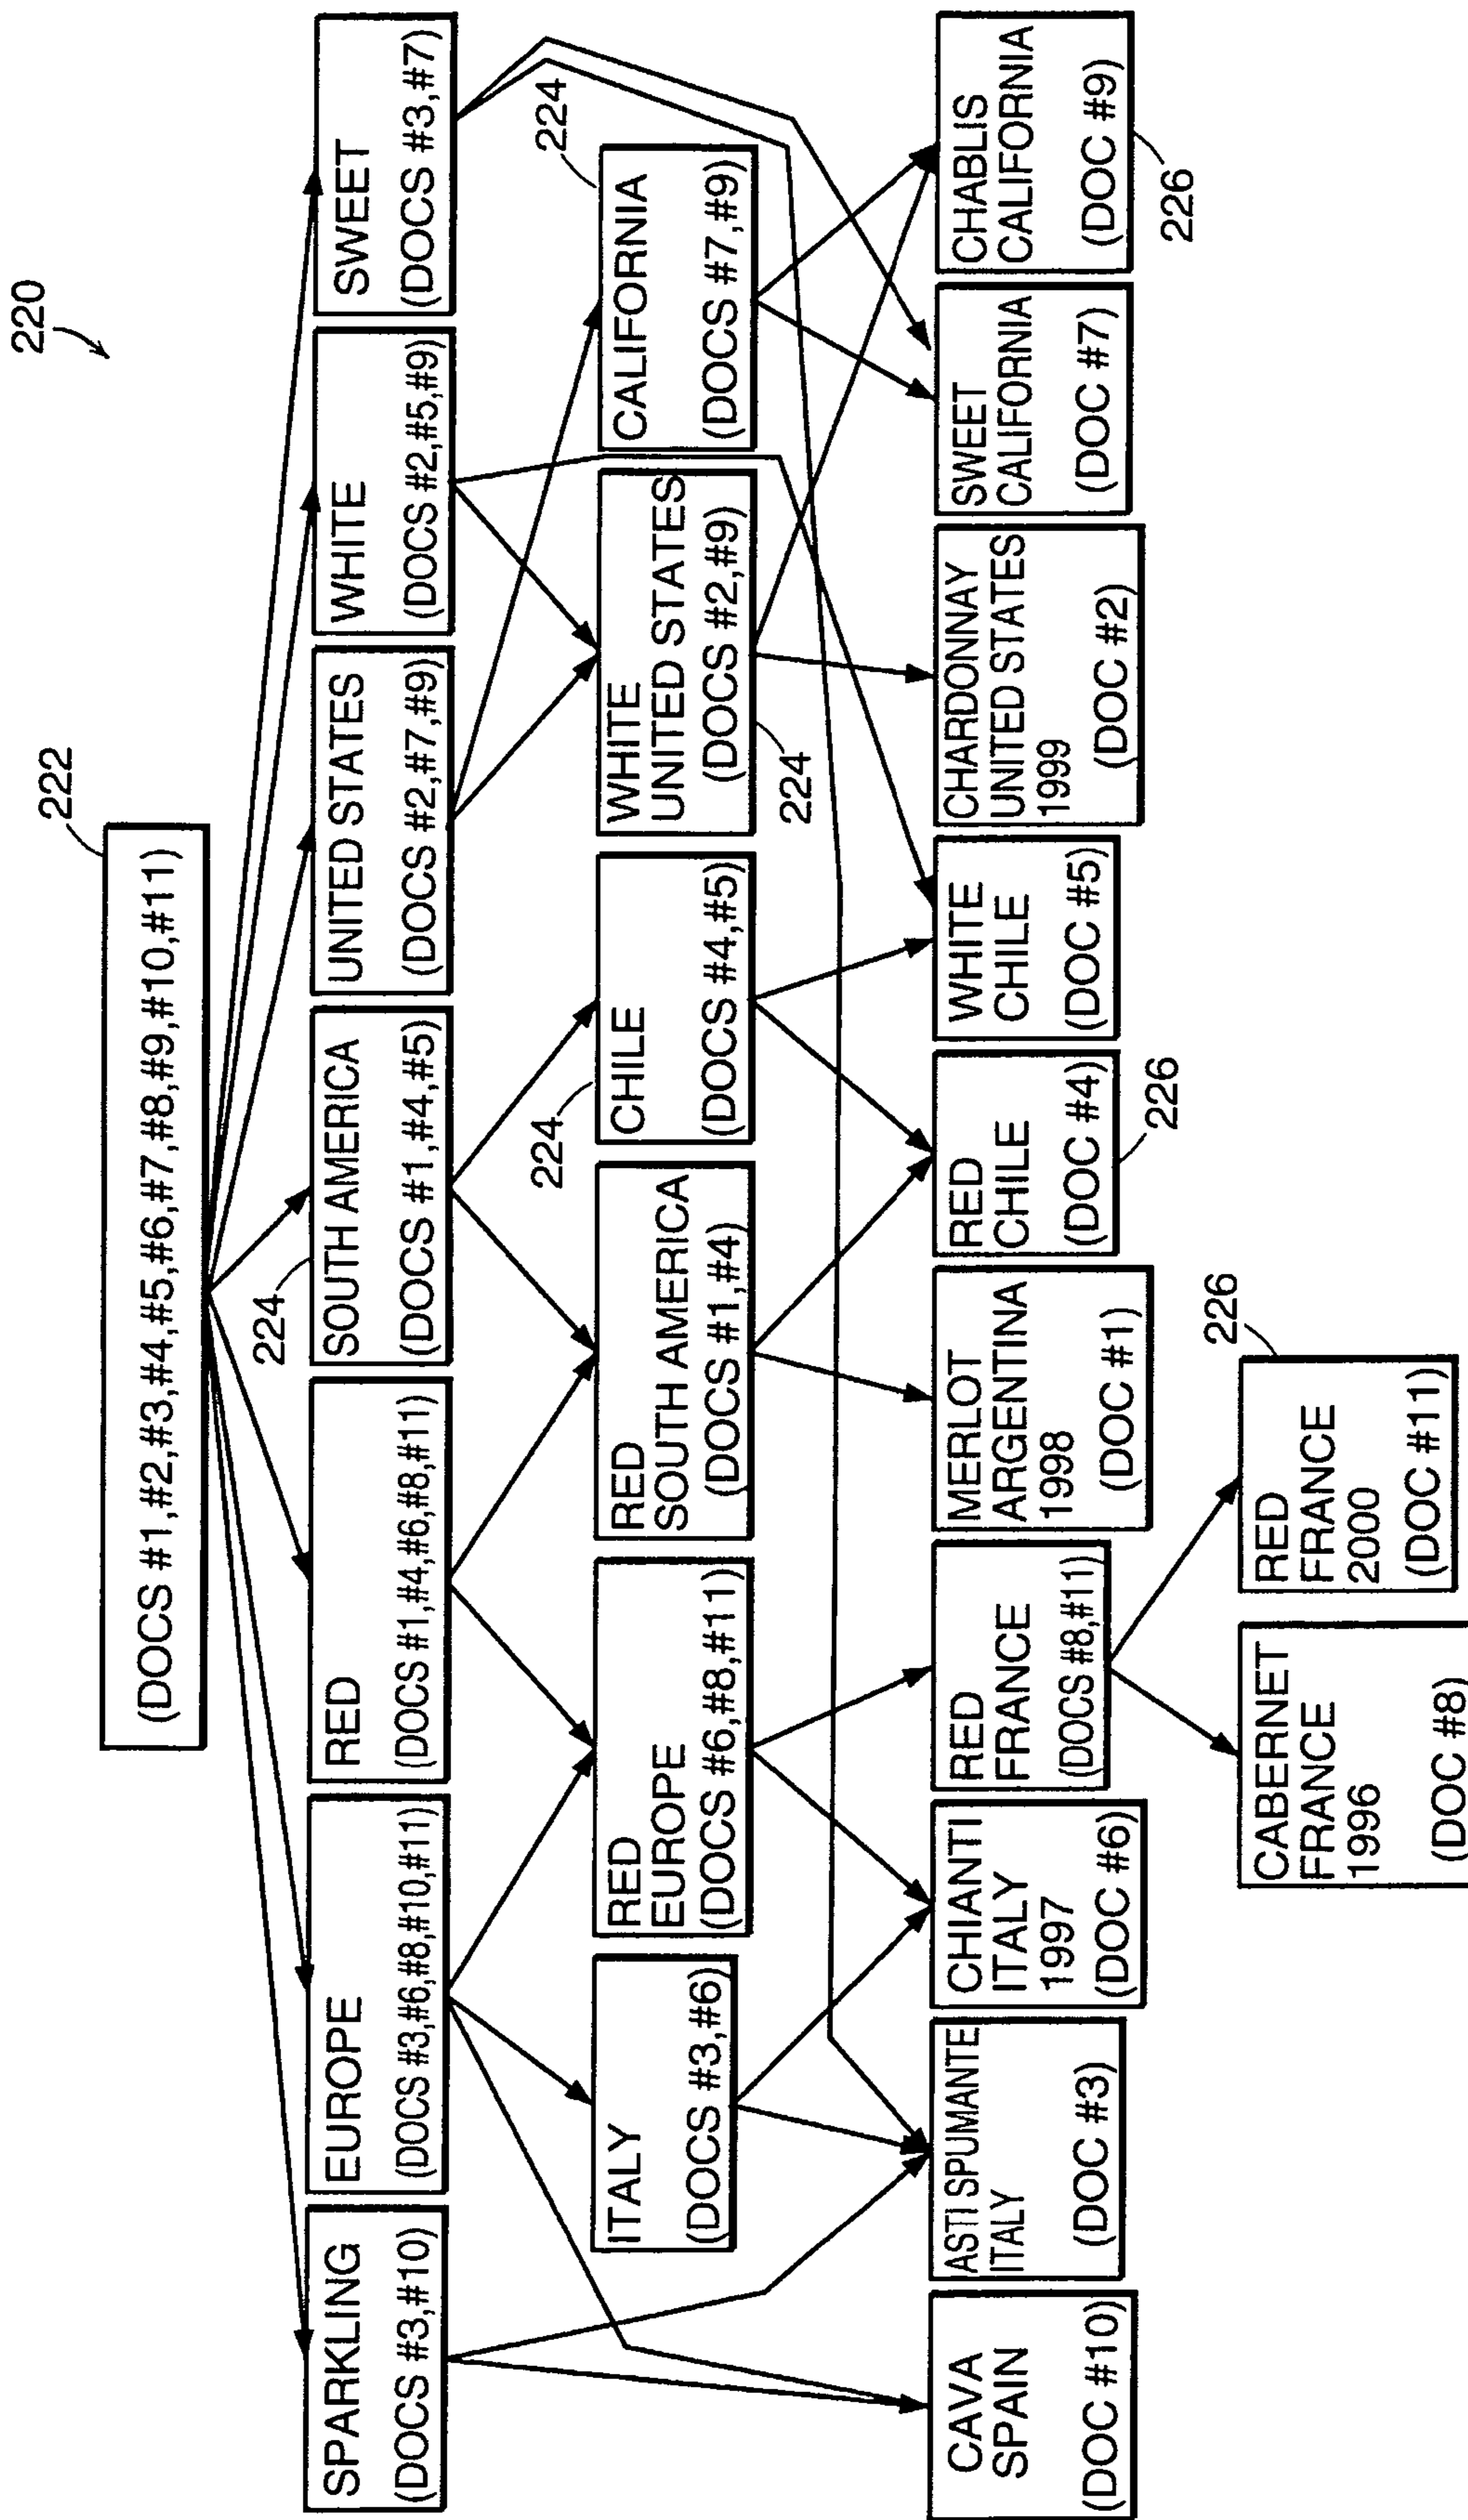 220
222
(DOCS #1,#2,#3,#4,#5,#6,#7,#8,#9,#10,#11)
SPARKLING
(DOCS #3,#10)
EUROPE
(DOCS #3,#6,#8,#10,#11)
RED
(DOCS #1,#4,#6,#8,#11)
224
SOUTH AMERICA
(DOCS #1,#4,#5)
UNITED STATES
(DOCS #2,#7,#9)
WHITE
(DOCS #2,#5,#9)
SWEET
(DOCS #3,#7)
ITALY
(DOCS #3,#6)
RED
EUROPE
(DOCS #6,#8,#11)
RED
SOUTH AMERICA
(DOCS #1,#4)
224
CHILE
(DOCS #4,#5)
WHITE
UNITED STATES
(DOCS #2,#9)
224
224
CALIFORNIA
(DOCS #7,#9)
CAVA
SPAIN
(DOC #10)
ASTI SPUMANTE
ITALY
(DOC #3)
CHIANTI
ITALY
1997
(DOC #6)
RED
FRANCE
(DOCS #8,#11)
MERLOT
ARGENTINA
1998
(DOC #1)
RED
CHILE
(DOC #4)
226
WHITE
CHILE
(DOC #5)
CHARDONNAY
UNITED STATES
1999
(DOC #2)
SWEET
CALIFORNIA
(DOC #7)
CHABLIS
CALIFORNIA
(DOC #9)
226
CABERNET
FRANCE
1996
(DOC #8)
RED
FRANCE
2000
(DOC #11)
226